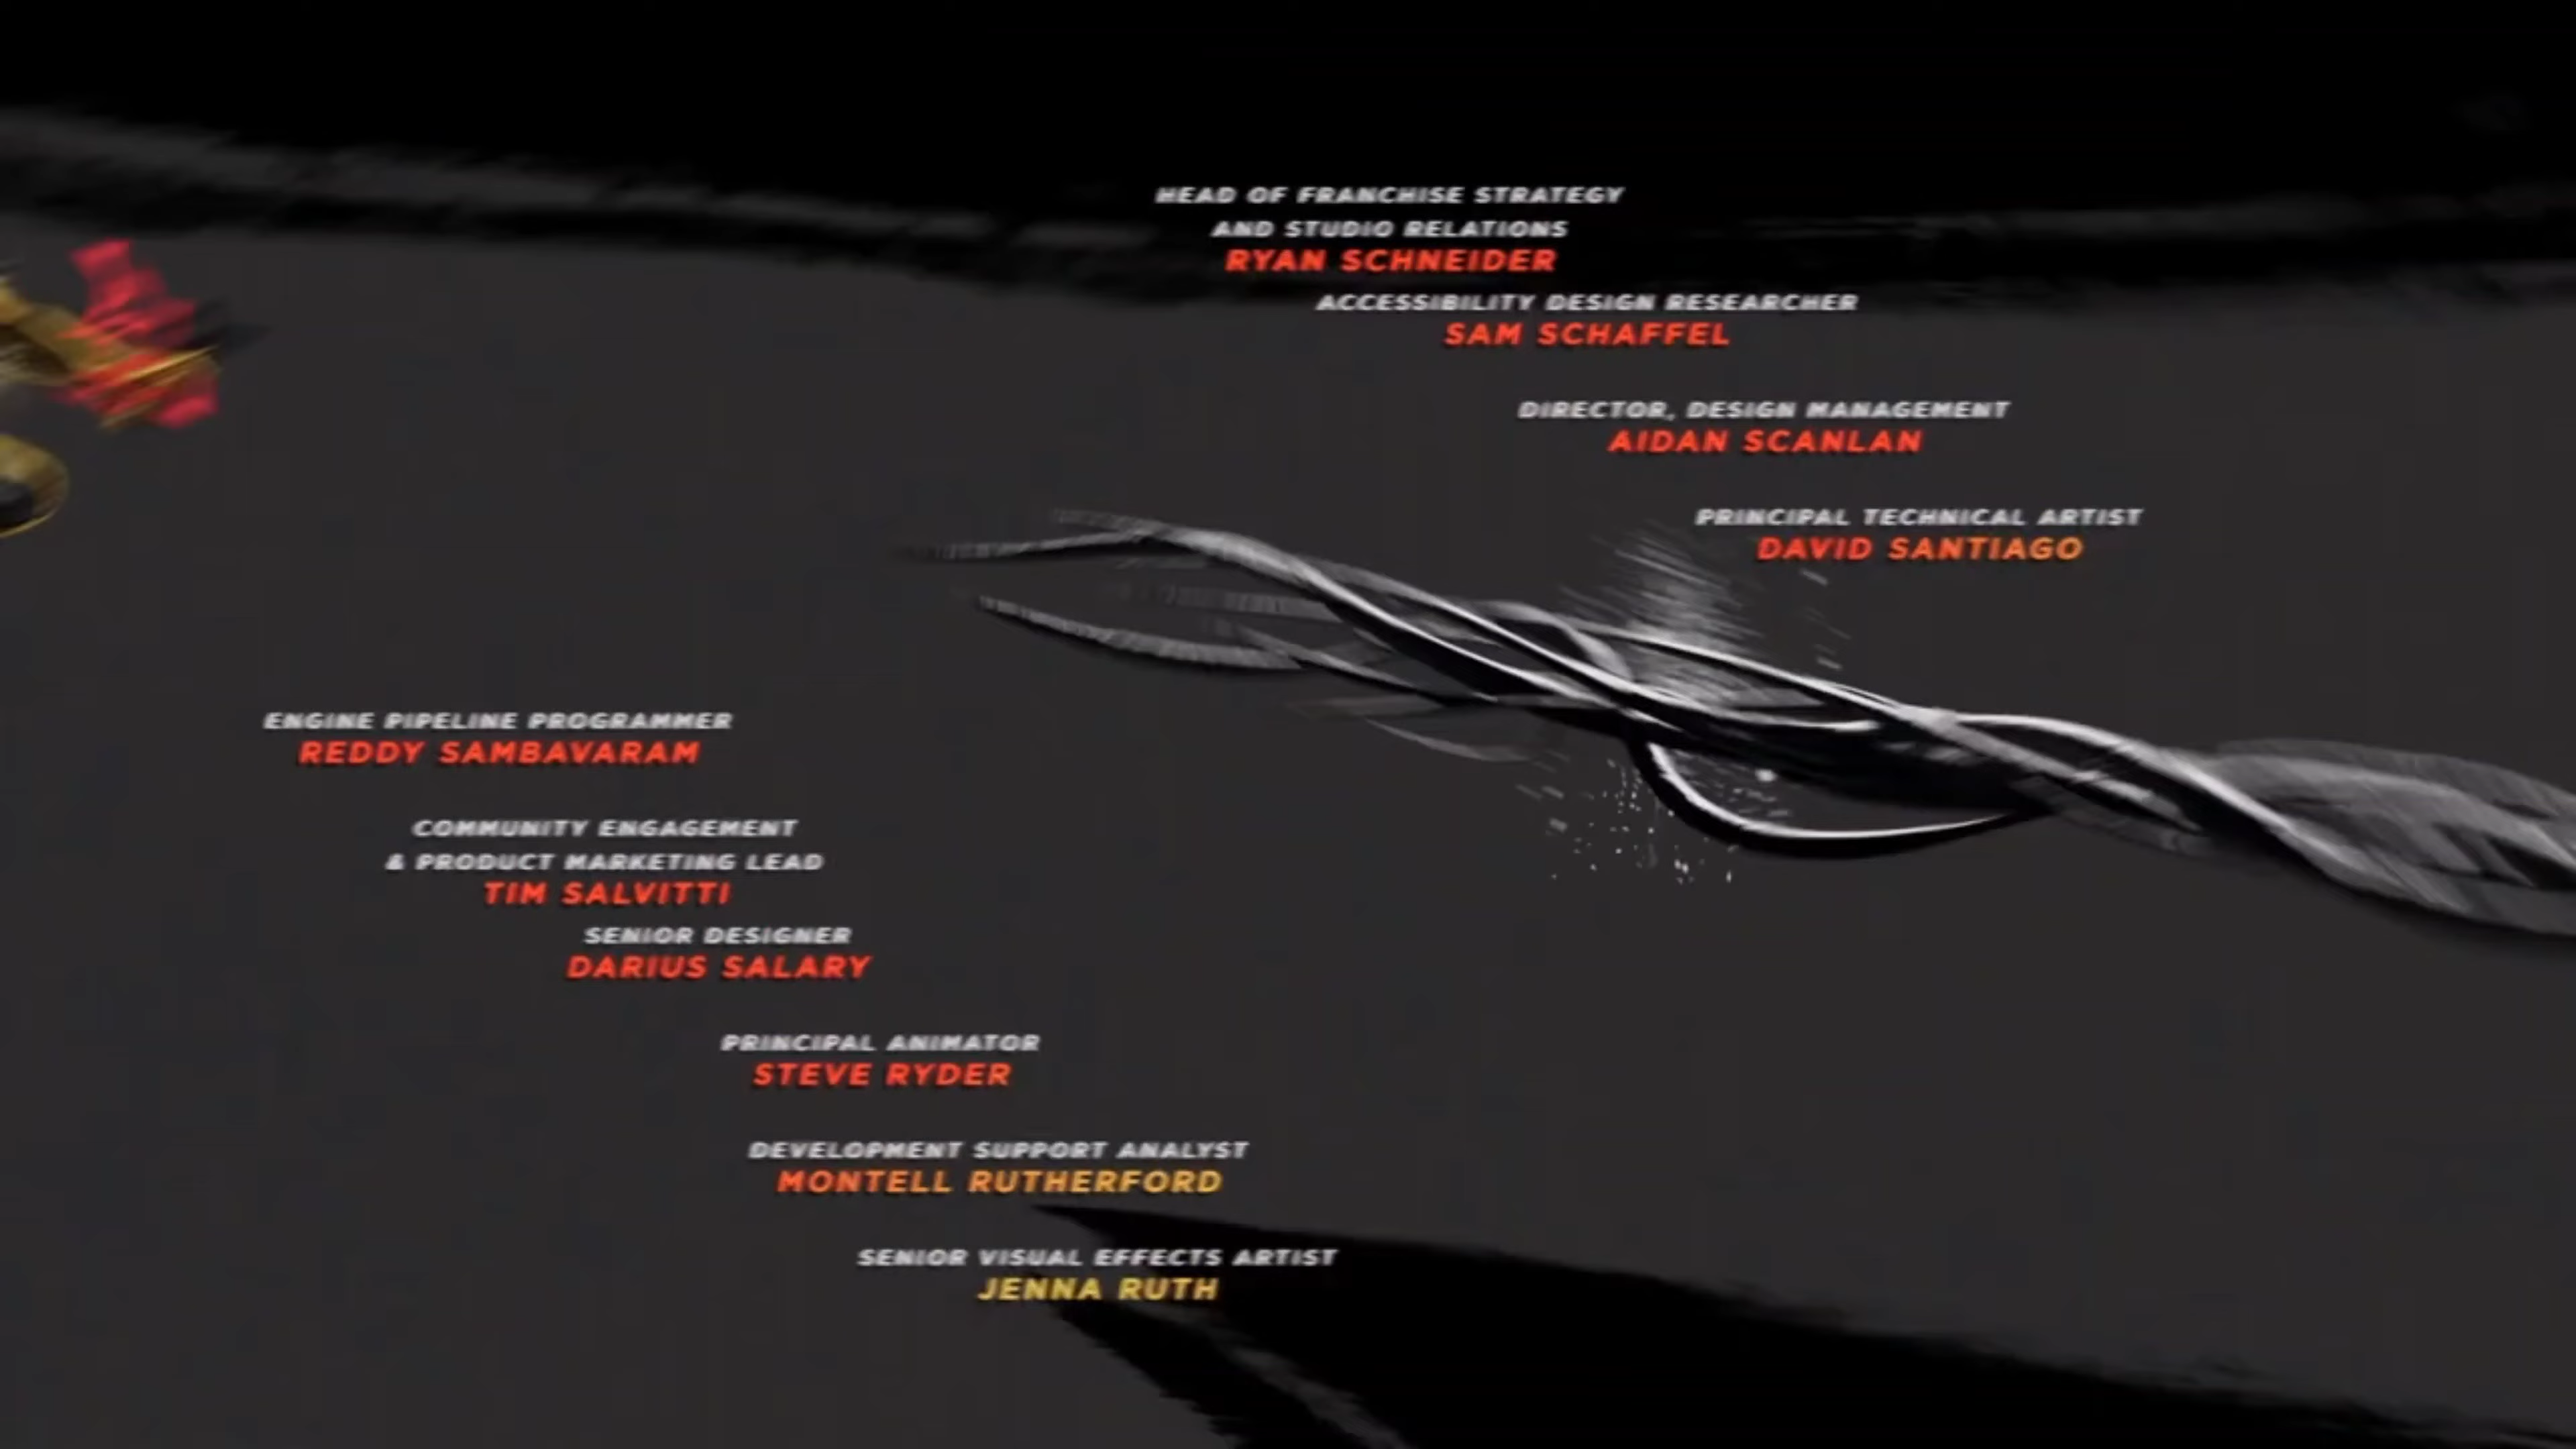 HEAD OF FRANCHISE STRATEGY
AND STUDIO RELATIONS
RYAN SCHNEIDER
ACCESSIBILITY DESIGN RESEARCHER
SAM SCHAFFEL
DIRECTOR, DESIGN MANAGEMENT
AIDAN SCANLAN
PRINCIPAL TECHNICAL ARTIST
DAVID SANTIAGO
ENGINE PIPELINE PROGRAMMER
REDDY SAMBAVARAM
COMMUNITY ENGAGEMENT
& PRODUCT MARKETING LEAD
TIM SALVITTI
SENIOR DESIGNER
DARIUS SALARY
PRINCIPAL ANIMATOR
STEVE RYDER
DEVELOPMENT SUPPORT ANALYST
MONTELL RUTHERFORD
SENIOR VISUAL EFFECTS ARTIST
JENNA RUTH